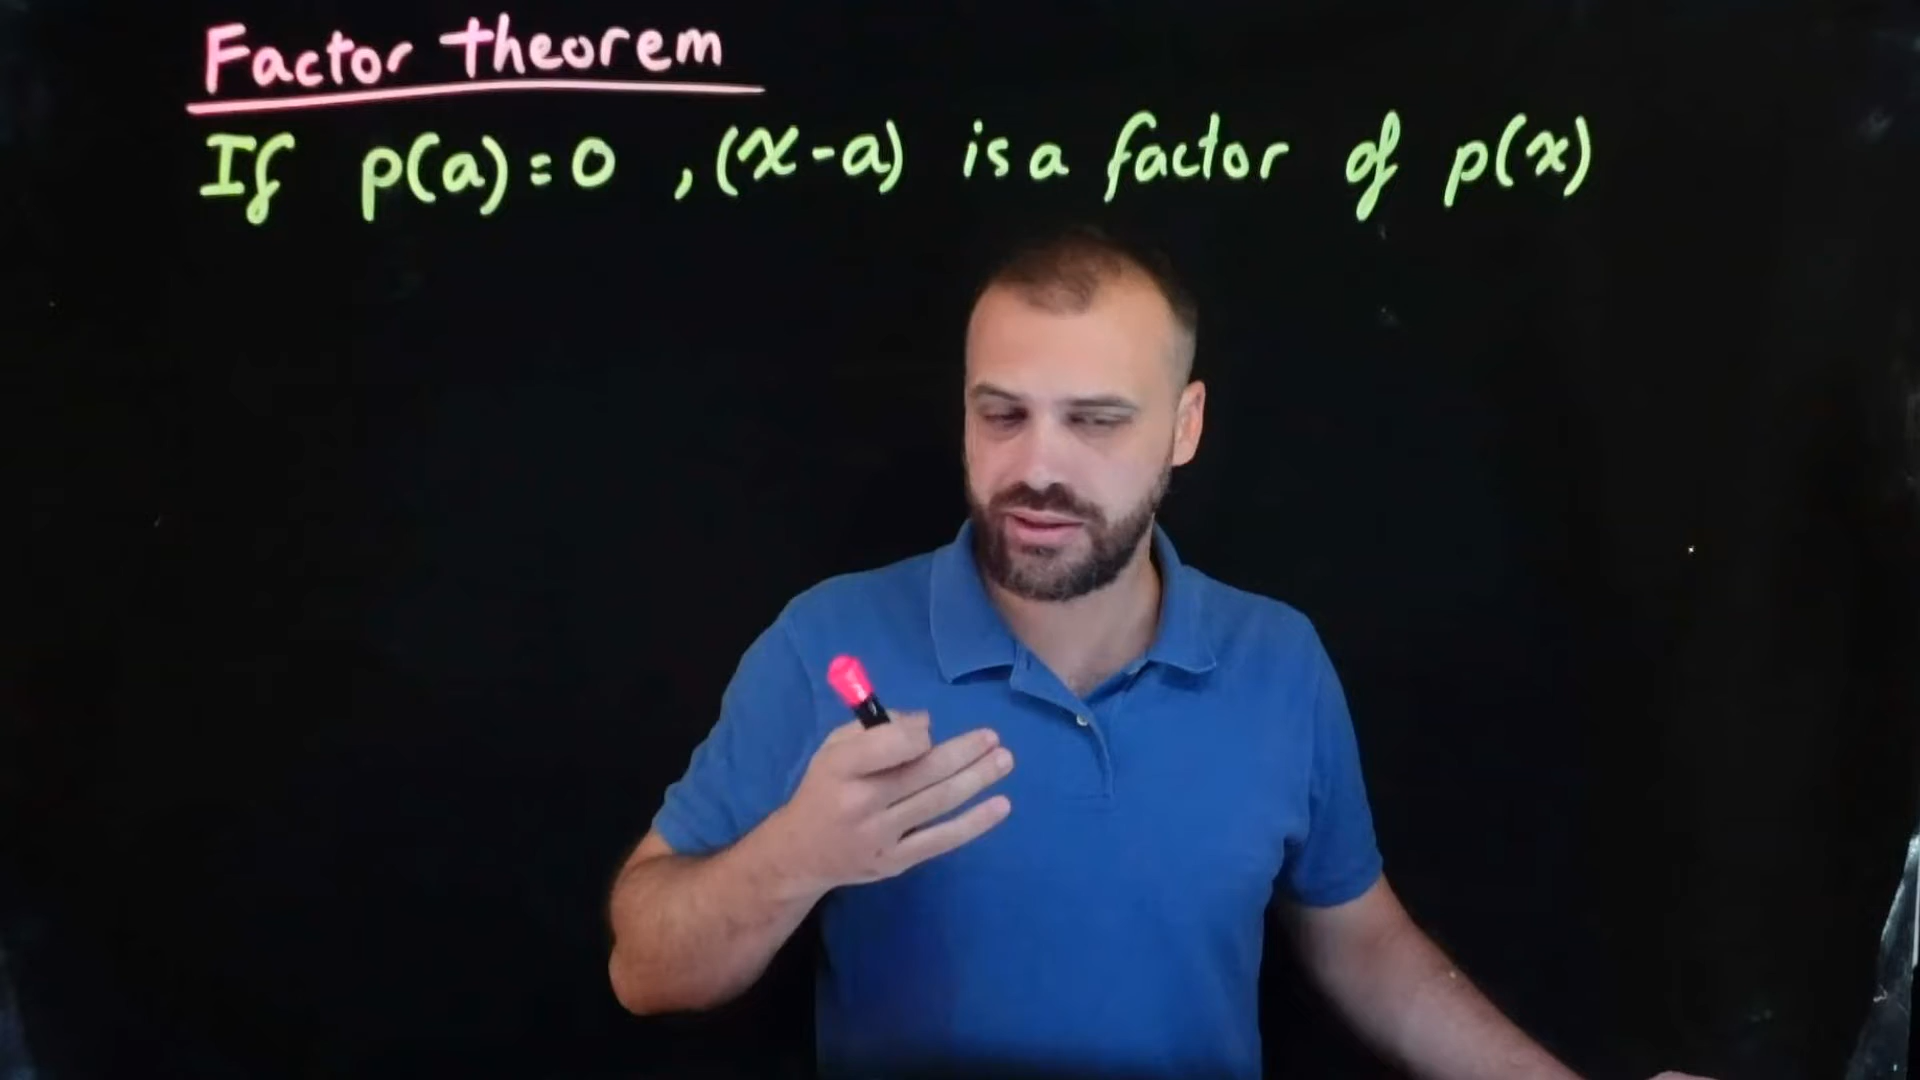 Factor theorem
If p(a)=0 , (x-a) is a factor of p(x)